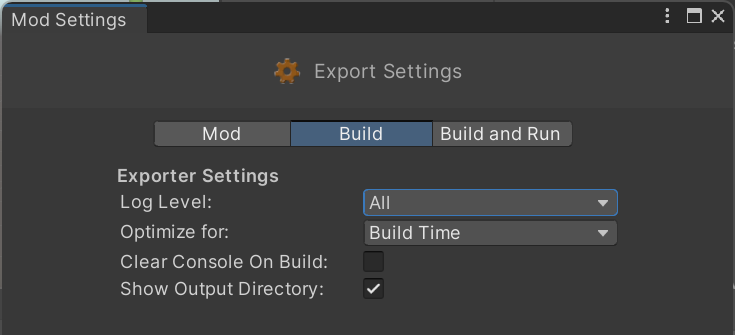 Mod Settings
Export Settings
Mod Build Build and Run
Exporter Settings
Log Level: All
Optimize for: Build Time
Clear Console On Build:
Show Output Directory: